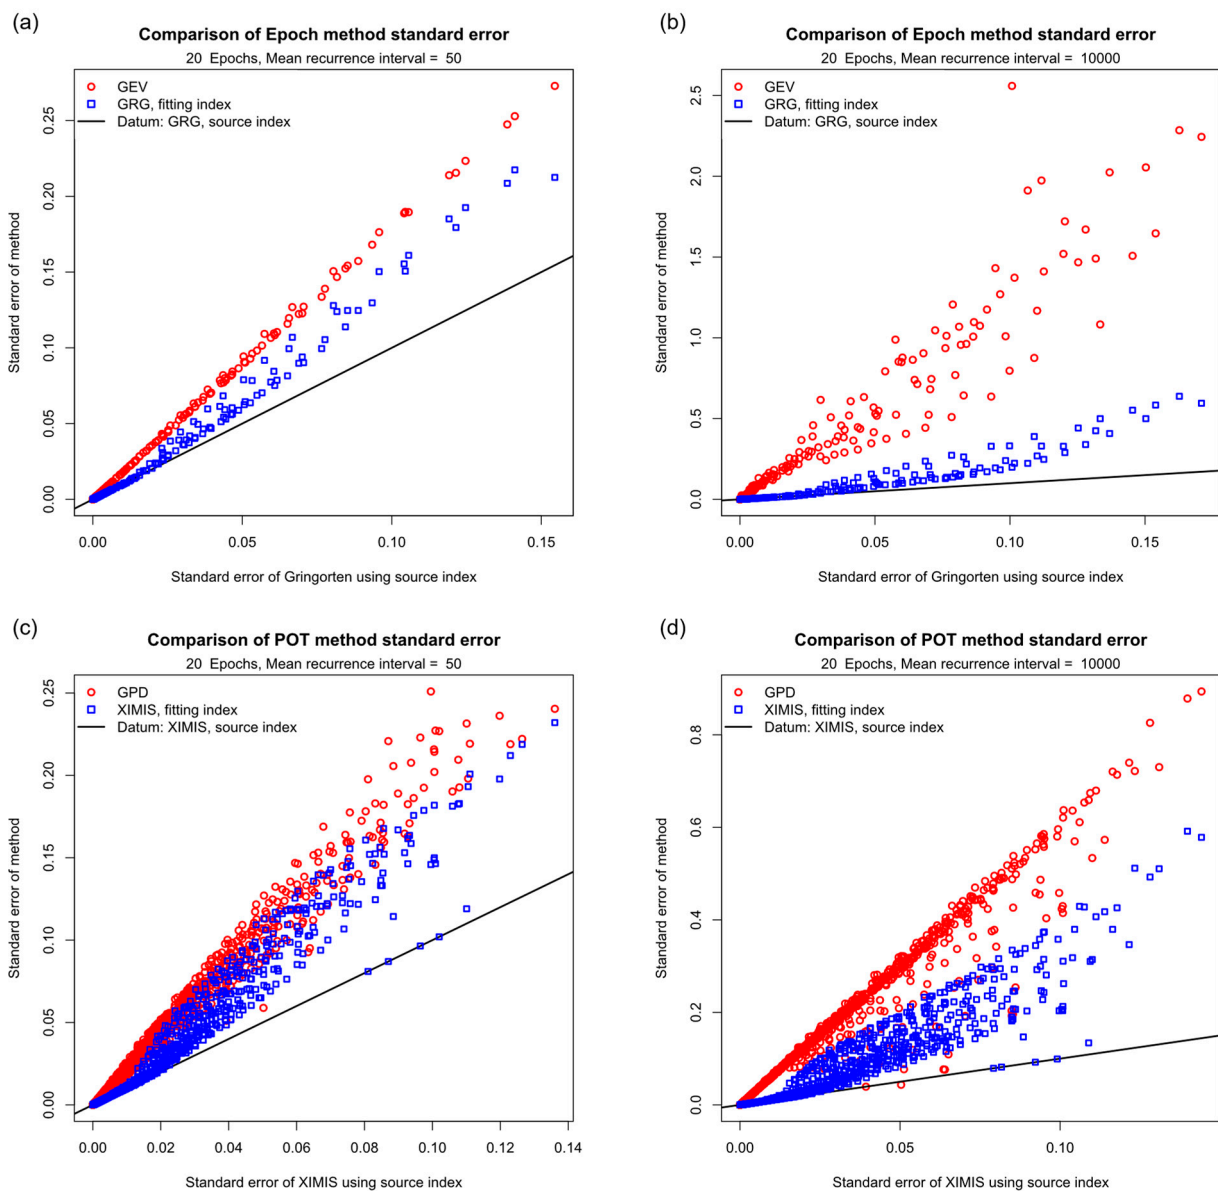 (a)
Comparison of Epoch method standard error
20 Epochs, Mean recurrence interval = 50
GEV
GRG, fitting index
Datum: GRG, source index
Standard error of method
0.00
0.05
0.10
0.15
0.20
0.25
0.00
0.05
0.10
0.15
Standard error of Gringorten using source index
(b)
Comparison of Epoch method standard error
20 Epochs, Mean recurrence interval = 10000
GEV
GRG, fitting index
Datum: GRG, source index
Standard error of method
0.0
0.5
1.0
1.5
2.0
2.5
0.00
0.05
0.10
0.15
Standard error of Gringorten using source index
(c)
Comparison of POT method standard error
20 Epochs, Mean recurrence interval = 50
GPD
XIMIS, fitting index
Datum: XIMIS, source index
Standard error of method
0.00
0.05
0.10
0.15
0.20
0.25
0.00
0.02
0.04
0.06
0.08
0.10
0.12
0.14
Standard error of XIMIS using source index
(d)
Comparison of POT method standard error
20 Epochs, Mean recurrence interval = 10000
GPD
XIMIS, fitting index
Datum: XIMIS, source index
Standard error of method
0.0
0.2
0.4
0.6
0.8
0.00
0.05
0.10
Standard error of XIMIS using source index